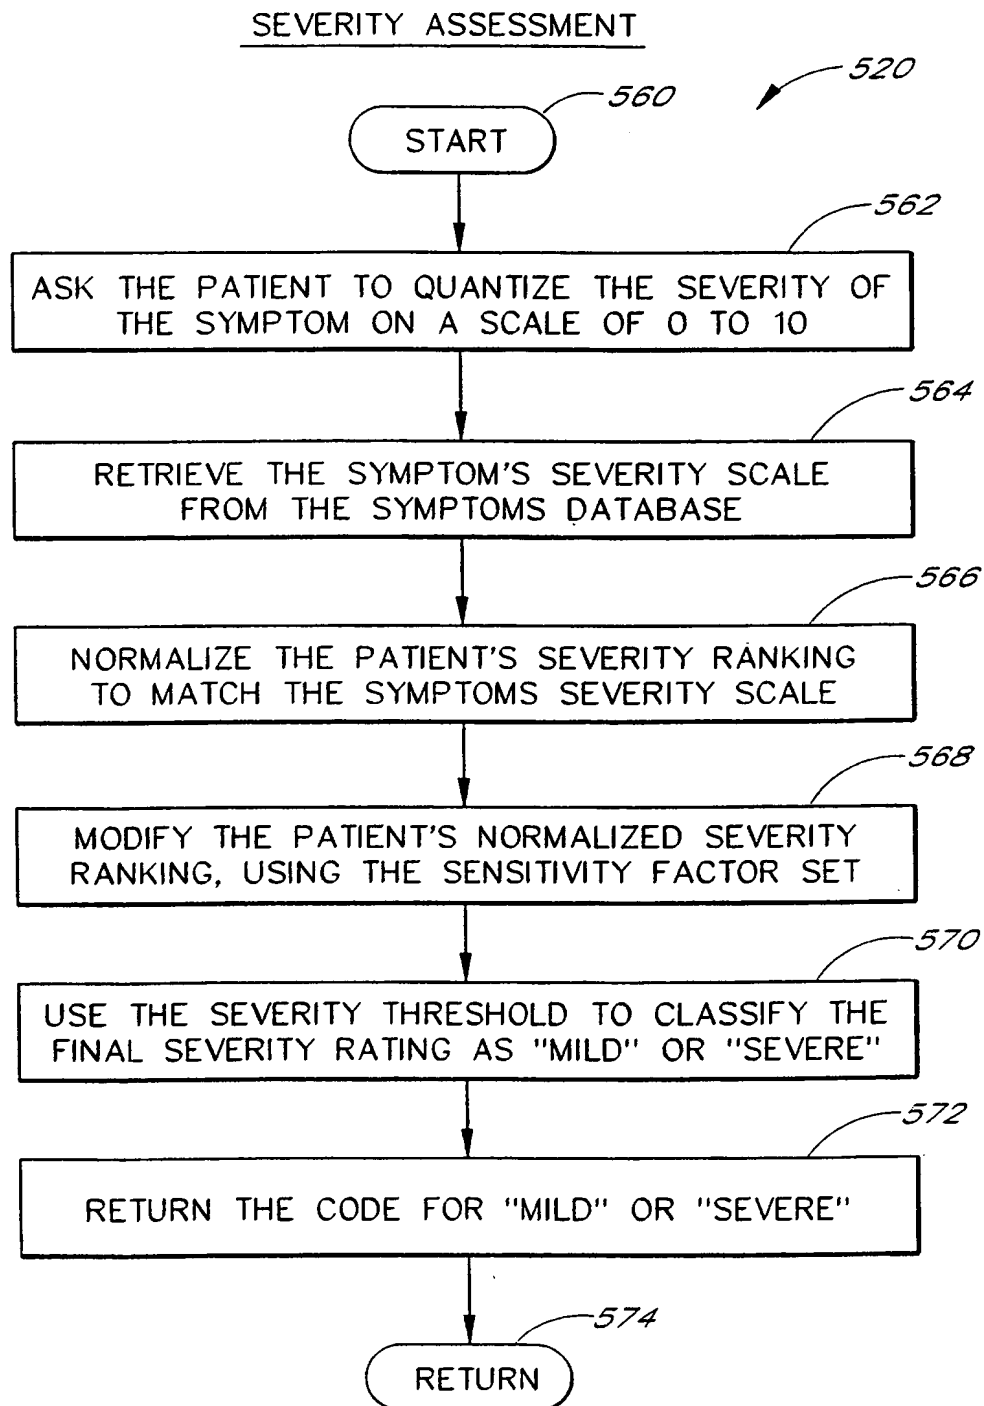 SEVERITY ASSESSMENT
520
560
START
562
ASK THE PATIENT TO QUANTIZE THE SEVERITY OF
THE SYMPTOM ON A SCALE OF 0 TO 10
564
RETRIEVE THE SYMPTOM'S SEVERITY SCALE
FROM THE SYMPTOMS DATABASE
566
NORMALIZE THE PATIENT'S SEVERITY RANKING
TO MATCH THE SYMPTOMS SEVERITY SCALE
568
MODIFY THE PATIENT'S NORMALIZED SEVERITY
RANKING, USING THE SENSITIVITY FACTOR SET
570
USE THE SEVERITY THRESHOLD TO CLASSIFY THE
FINAL SEVERITY RATING AS "MILD" OR "SEVERE"
572
RETURN THE CODE FOR "MILD" OR "SEVERE"
574
RETURN